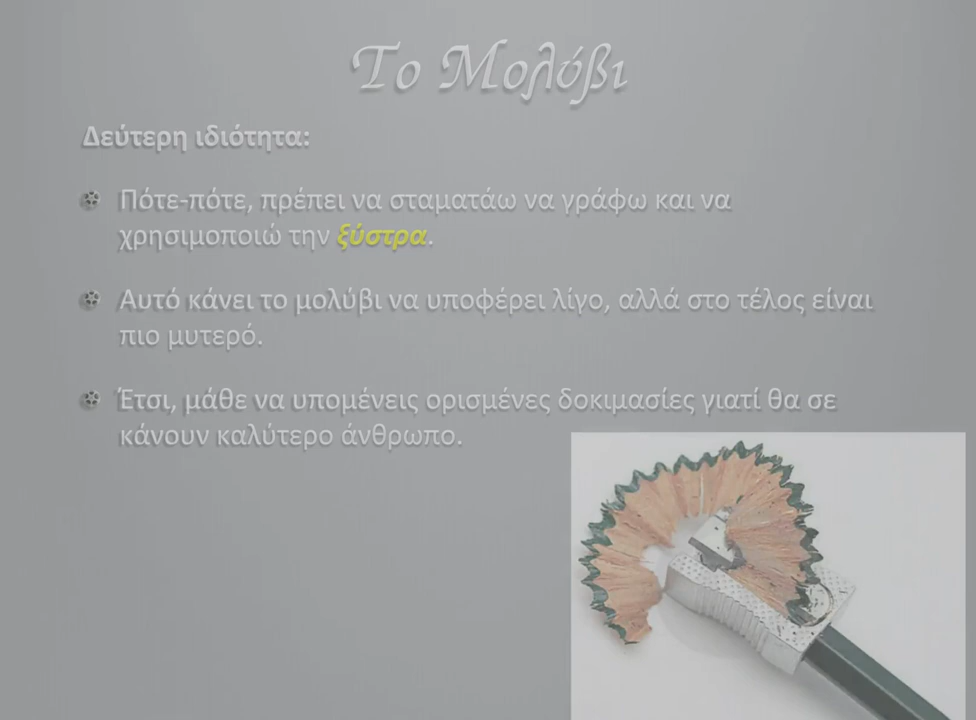 Το Μολύβι
Δεύτερη ιδιότητα:
Πότε-πότε, πρέπει να σταματάω να γράφω και να
χρησιμοποιώ την ξύστρα.
Αυτό κάνει το μολύβι να υποφέρει λίγο, αλλά στο τέλος είναι
πιο μυτερό.
Έτσι, μάθε να υπομένεις ορισμένες δοκιμασίες γιατί θα σε
κάνουν καλύτερο άνθρωπο.